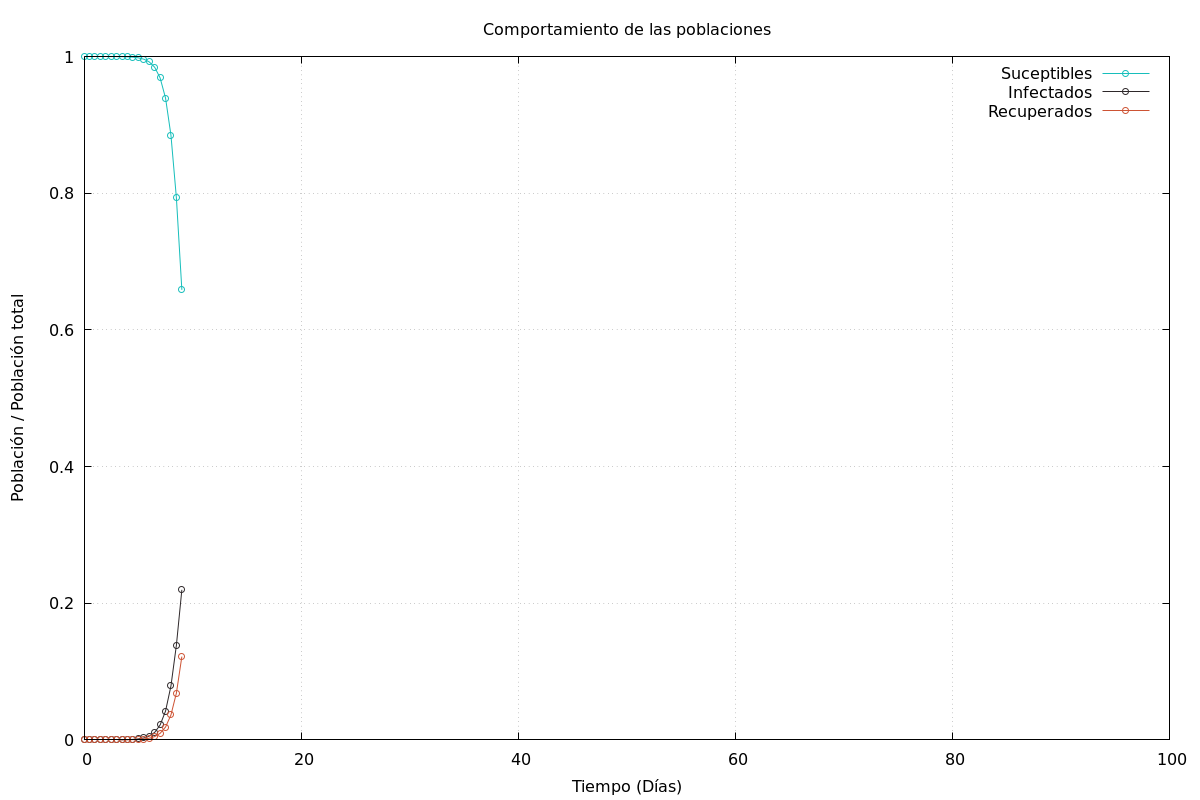 Comportamiento de las poblaciones
Suceptibles
Infectados
Recuperados
1
0.8
0.6
0.4
0.2
0
Población / Población total
0 20 40 60 80 100
Tiempo (Días)